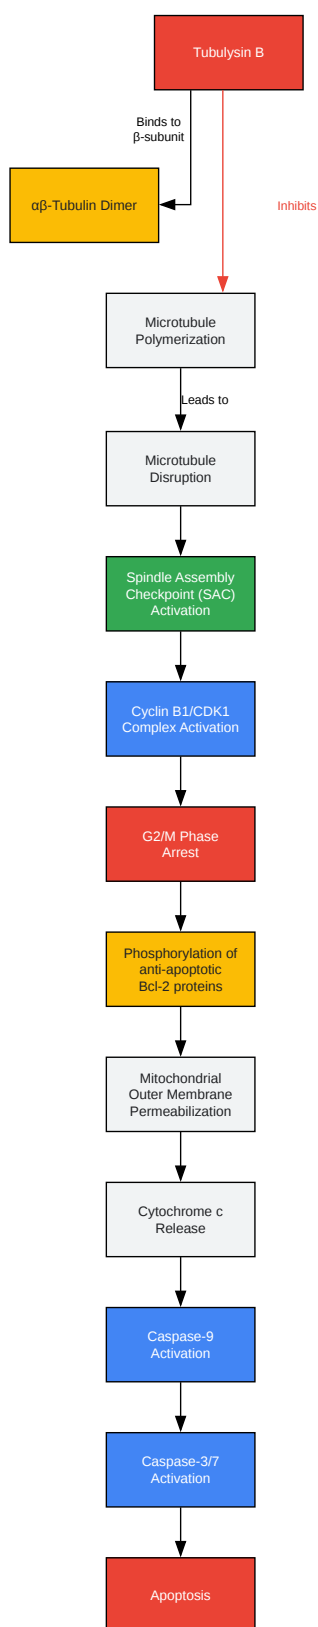 Tubulysin B
Binds to
β-subunit
αβ-Tubulin Dimer
Inhibits
Microtubule
Polymerization
Leads to
Microtubule
Disruption
Spindle Assembly
Checkpoint (SAC)
Activation
Cyclin B1/CDK1
Complex Activation
G2/M Phase
Arrest
Phosphorylation of
anti-apoptotic
Bcl-2 proteins
Mitochondrial
Outer Membrane
Permeabilization
Cytochrome c
Release
Caspase-9
Activation
Caspase-3/7
Activation
Apoptosis